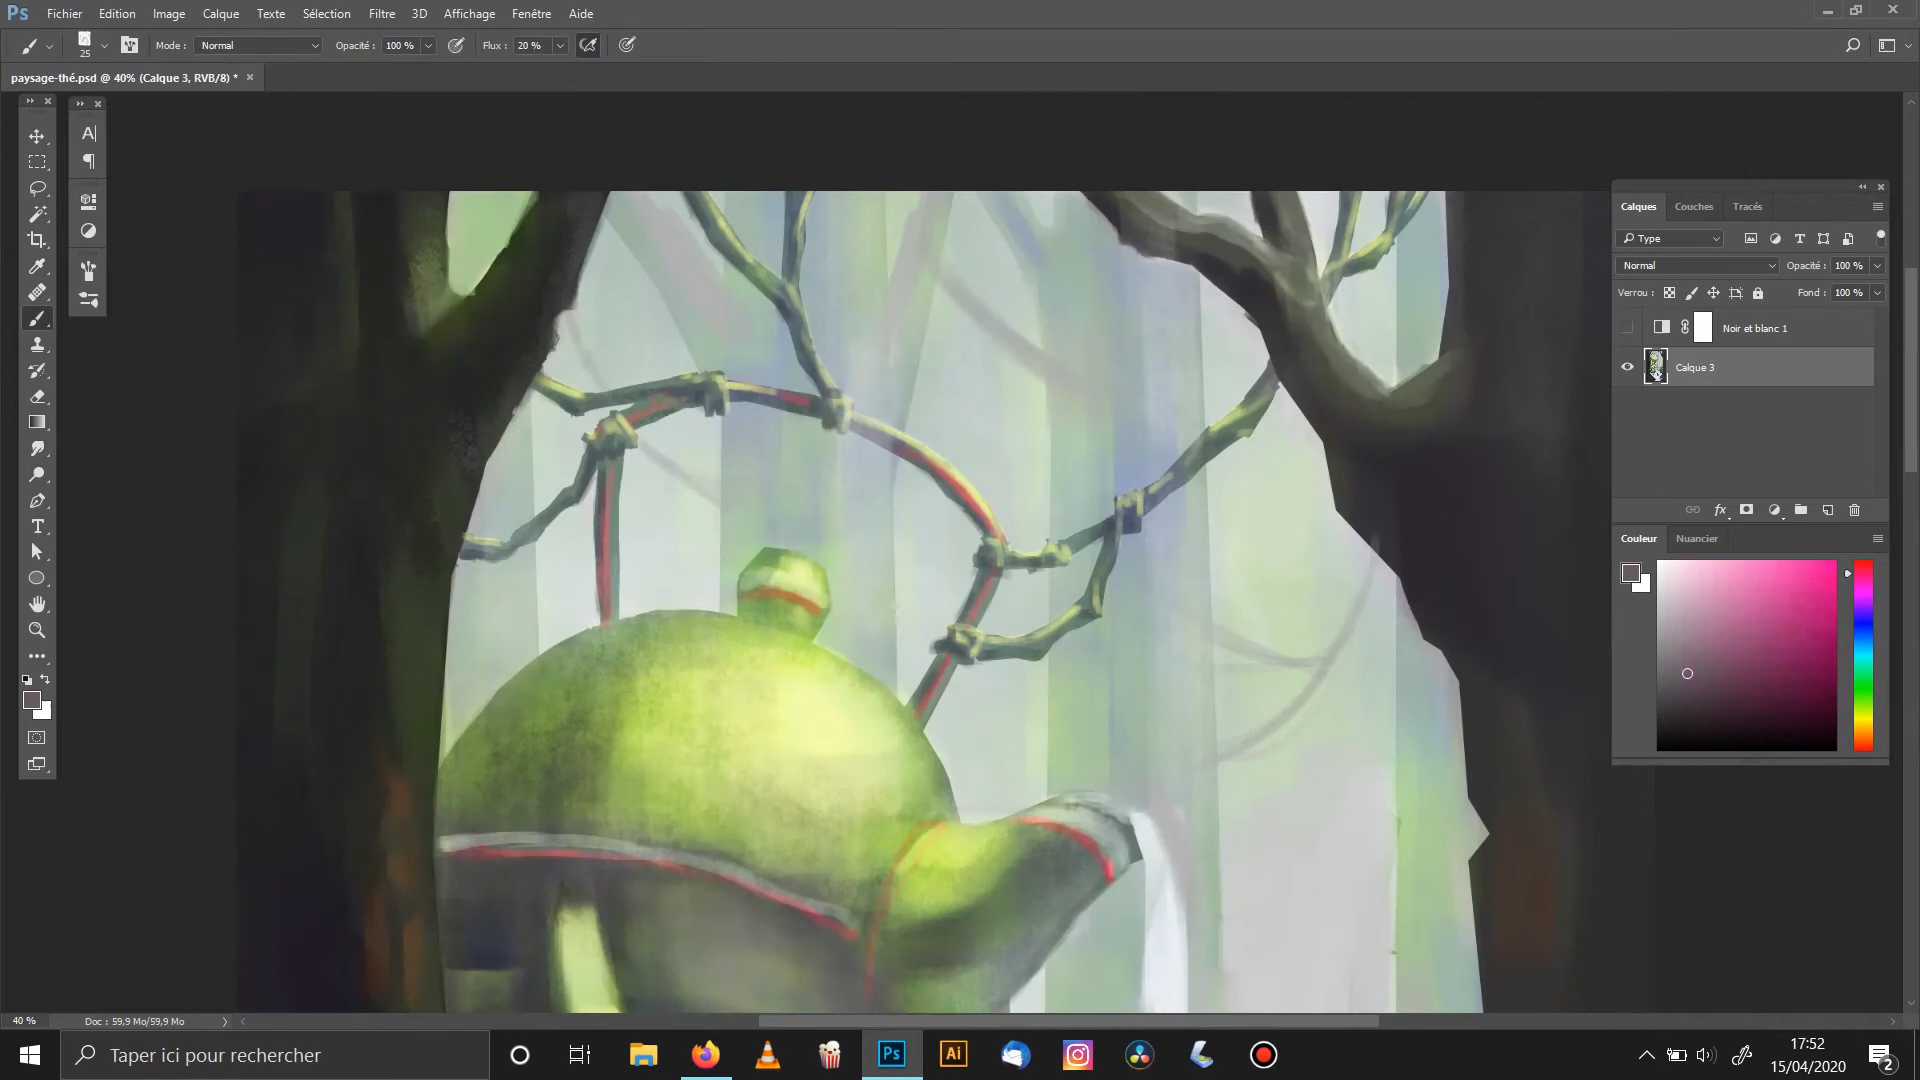 Ps Fichier Edition Image Calque Texte Sélection Filtre 3D Affichage Fenêtre Aide
25 Mode : Normal Opacité : 100 % Flux : 20 %
paysage-thé.psd @ 40% (Calque 3, RVB/8) *
Calques Couches Tracés
Type
Normal Opacité : 100 %
Verrou : Fond : 100 %
Noir et blanc 1
Calque 3
fx
Couleur Nuancier
40 % Doc : 59,9 Mo/59,9 Mo
Taper ici pour rechercher Ps Ai 17:52
15/04/2020 2